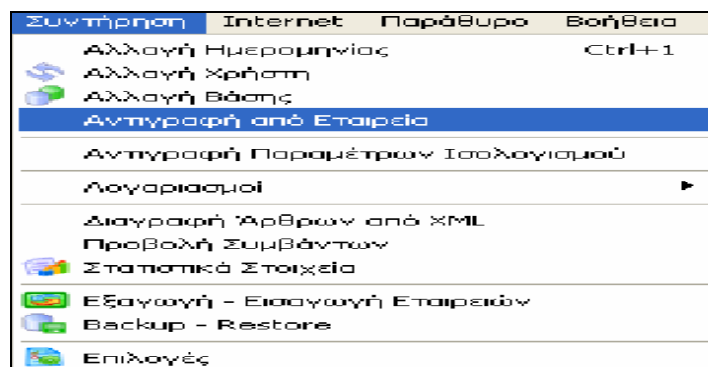 Συντήρηση Internet Παράθυρο Βοήθεια
Αλλαγή Ημερομηνίας Ctrl+1
Αλλαγή Χρήστη
Αλλαγή Βάσης
Αντιγραφή από Εταιρεία
Αντιγραφή Παραμέτρων Ισολογισμού
Λογαριασμοί
Διαγραφή Άρθρων από XML
Προβολή Συμβάντων
Στατιστικά Στοιχεία
Εξαγωγή - Εισαγωγή Εταιρειών
Backup - Restore
Επιλογές